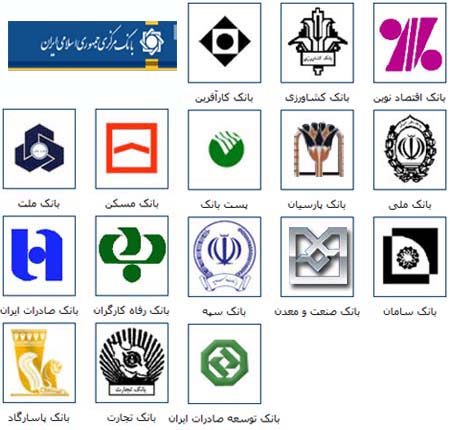 بانک مرکزی جمهوری اسلامی ایران
بانک اقتصاد نوین
بانک کشاورزی
بانک کارآفرین
بانک ملی
بانک پارسیان
پست بانک
بانک مسکن
بانک ملت
بانک سامان
بانک صنعت و معدن
بانک سپه
بانک رفاه کارگران
بانک صادرات ایران
بانک توسعه صادرات ایران
بانک تجارت
بانک تجارت
بانک پاسارگاد